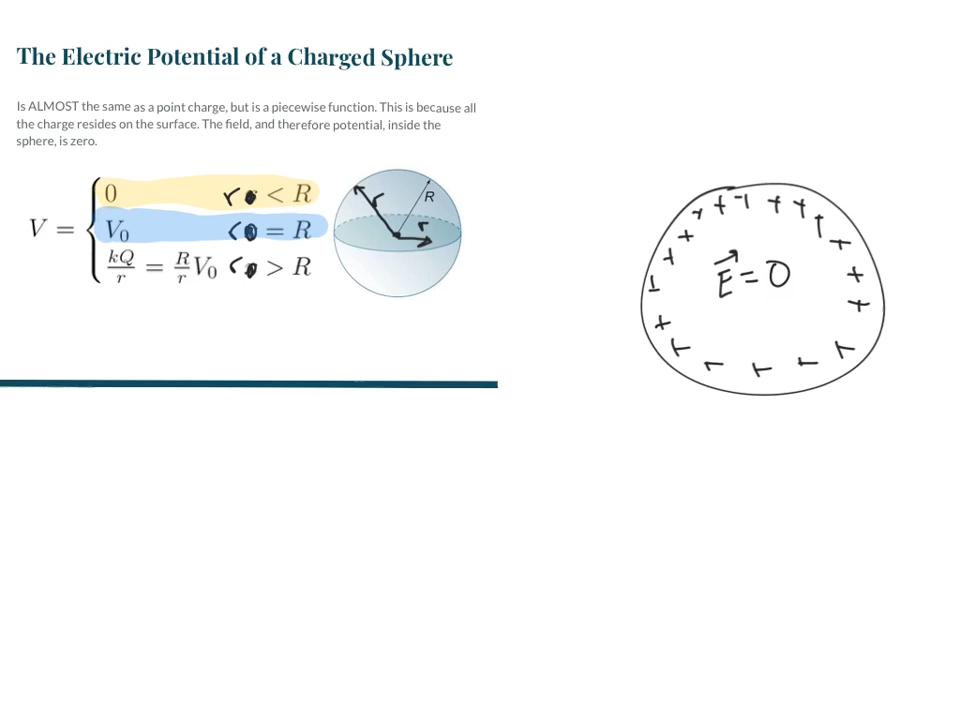 The Electric Potential of a Charged Sphere
Is ALMOST the same as a point charge, but is a piecewise function. This is because all
the charge resides on the surface. The field, and therefore potential, inside the
sphere, is zero.
V = { 0 r < R
V₀ r = R
kQ/r = R/r V₀ r > R
R
r
r
E⃗ = 0
+ + + + + + + + + + + + + + + + + + + +